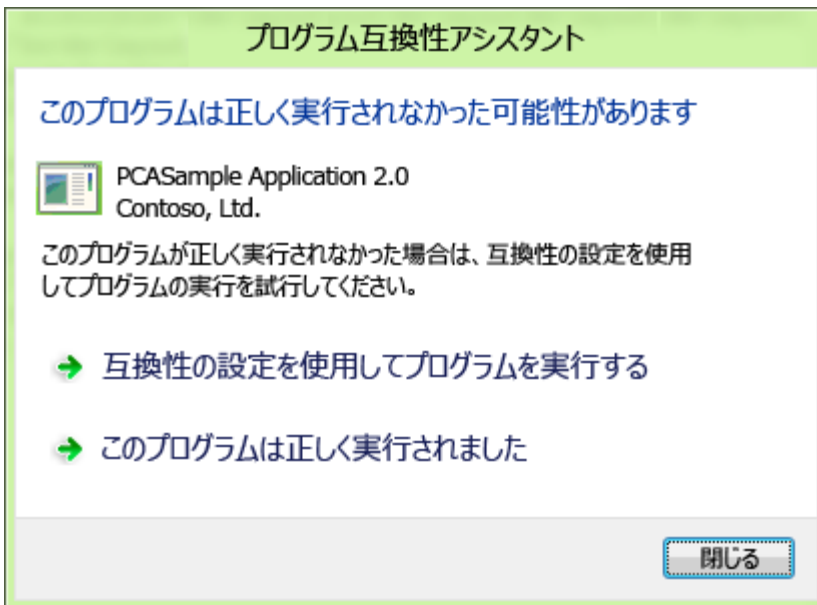 プログラム互換性アシスタント
このプログラムは正しく実行されなかった可能性があります
PCASample Application 2.0
Contoso, Ltd.
このプログラムが正しく実行されなかった場合は、互換性の設定を使用
してプログラムの実行を試行してください。
互換性の設定を使用してプログラムを実行する
このプログラムは正しく実行されました
閉じる